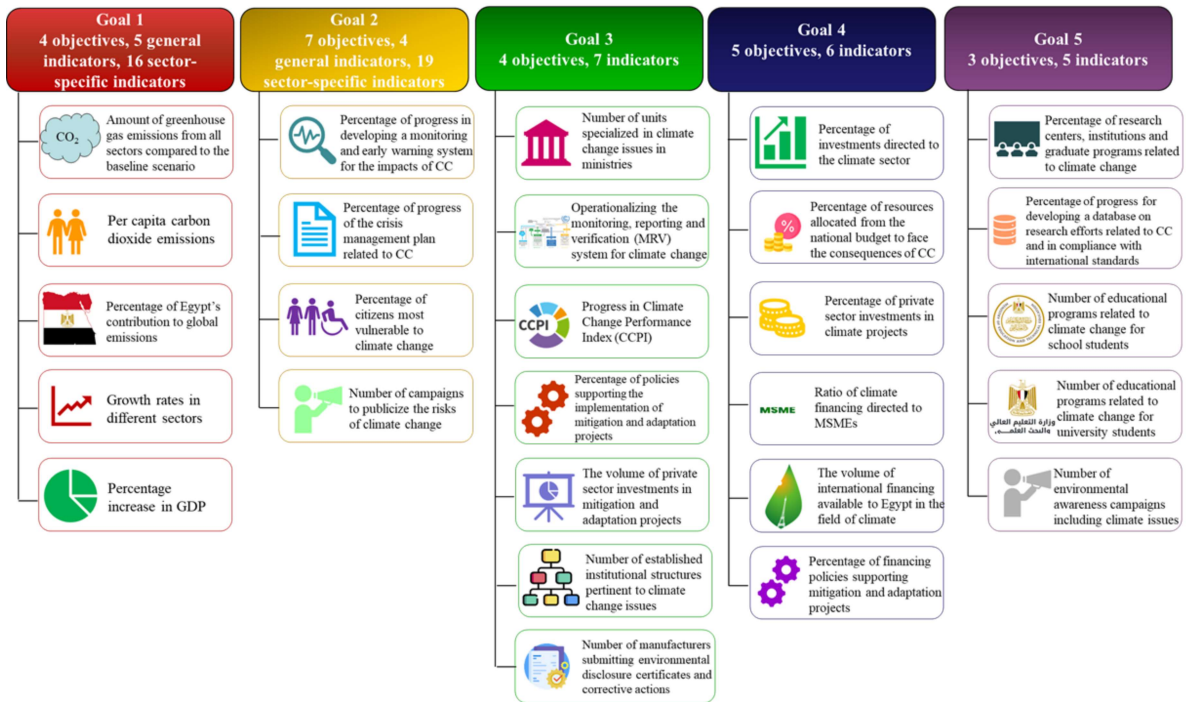 Goal 1
4 objectives, 5 general
indicators, 16 sector-
specific indicators
CO2
Amount of greenhouse
gas emissions from all
sectors compared to the
baseline scenario
Per capita carbon
dioxide emissions
Percentage of Egypt’s
contribution to global
emissions
Growth rates in
different sectors
Percentage
increase in GDP
Goal 2
7 objectives, 4
general indicators, 19
sector-specific indicators
Percentage of progress in
developing a monitoring
and early warning system
for the impacts of CC
Percentage of progress
of the crisis
management plan
related to CC
Percentage of
citizens most
vulnerable to
climate change
Number of campaigns
to publicize the risks
of climate change
Goal 3
4 objectives, 7 indicators
Number of units
specialized in climate
change issues in
ministries
Operationalizing the
monitoring, reporting and
verification (MRV)
system for climate change
CCPI
Progress in Climate
Change Performance
Index (CCPI)
Percentage of policies
supporting the
implementation of
mitigation and adaptation
projects
The volume of private
sector investments in
mitigation and
adaptation projects
Number of established
institutional structures
pertinent to climate
change issues
Number of manufacturers
submitting environmental
disclosure certificates and
corrective actions
Goal 4
5 objectives, 6 indicators
Percentage of
investments directed to
the climate sector
%
Percentage of resources
allocated from the
national budget to face
the consequences of CC
Percentage of private
sector investments in
climate projects
MSME
Ratio of climate
financing directed to
MSMEs
The volume of
international financing
available to Egypt in the
field of climate
Percentage of financing
policies supporting
mitigation and adaptation
projects
Goal 5
3 objectives, 5 indicators
Percentage of research
centers, institutions and
graduate programs related
to climate change
Percentage of progress for
developing a database on
research efforts related to CC
and in compliance with
international standards
Number of educational
programs related to
climate change for
school students
وزارة التعليم العالي
والبحث العلمي
Number of educational
programs related to
climate change for
university students
Number of
environmental
awareness campaigns
including climate issues